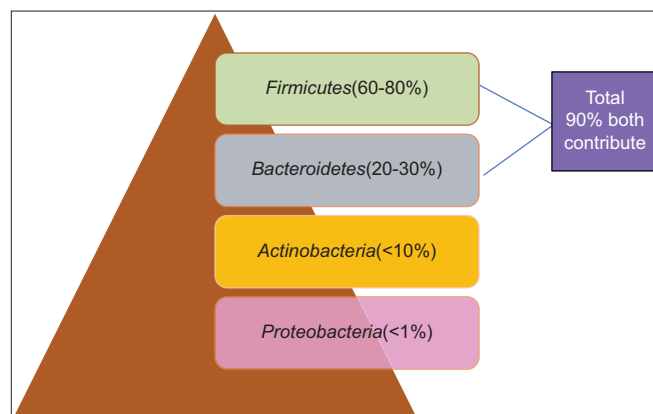 Firmicutes(60-80%)
Total
90% both
contribute
Bacteroidetes(20-30%)
Actinobacteria(<10%)
Proteobacteria(<1%)